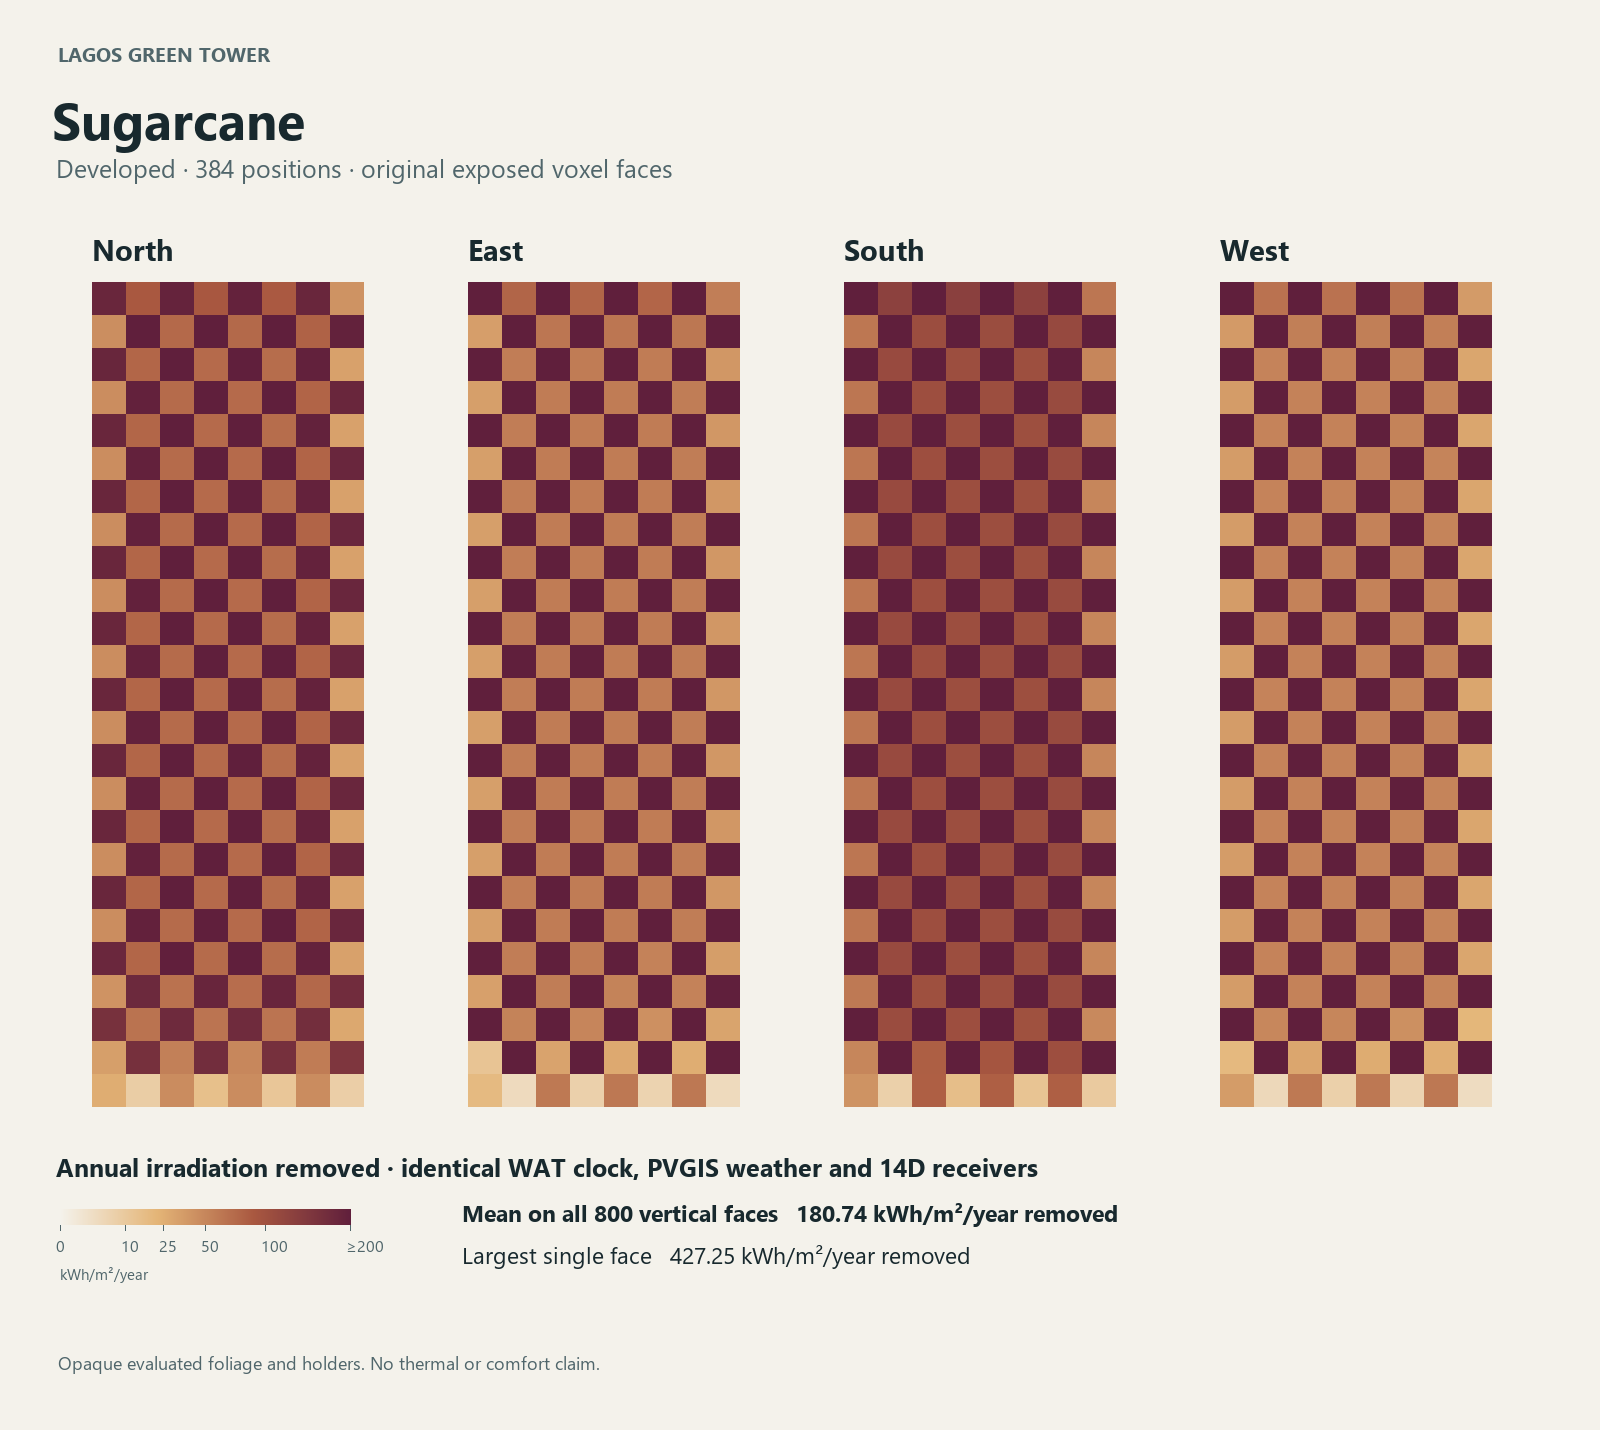 LAGOS GREEN TOWER
Sugarcane
Developed · 384 positions · original exposed voxel faces
North East South West
Annual irradiation removed · identical WAT clock, PVGIS weather and 14D receivers
Mean on all 800 vertical faces 180.74 kWh/m²/year removed
0 10 25 50 100 ≥200
Largest single face 427.25 kWh/m²/year removed
kWh/m²/year
Opaque evaluated foliage and holders. No thermal or comfort claim.